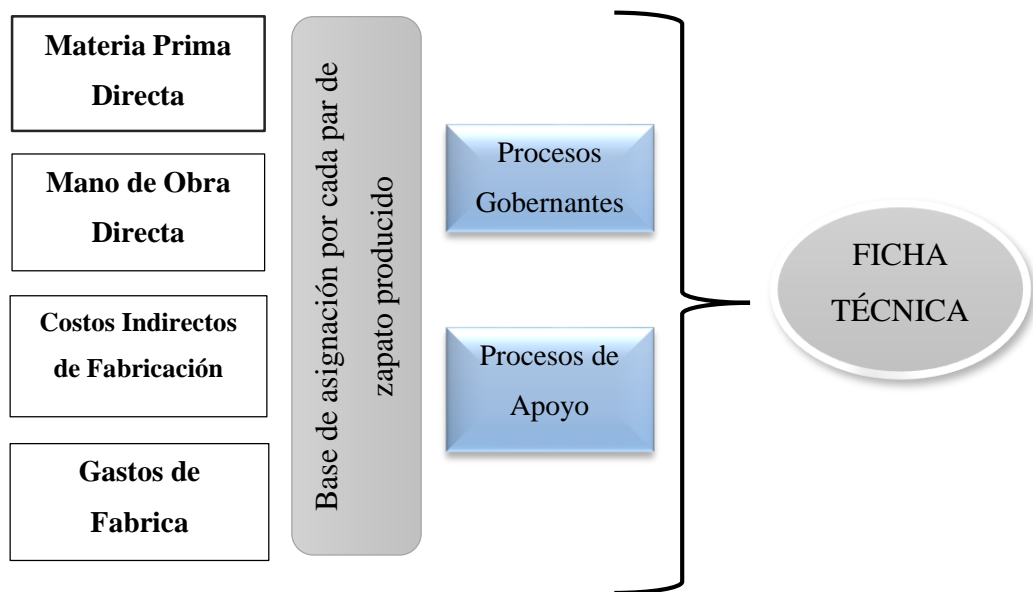 Materia Prima
Directa
Mano de Obra
Directa
Costos Indirectos
de Fabricación
Gastos de
Fabrica
Base de asignación por cada par de
zapato producido
Procesos
Gobernantes
Procesos de
Apoyo
FICHA
TÉCNICA